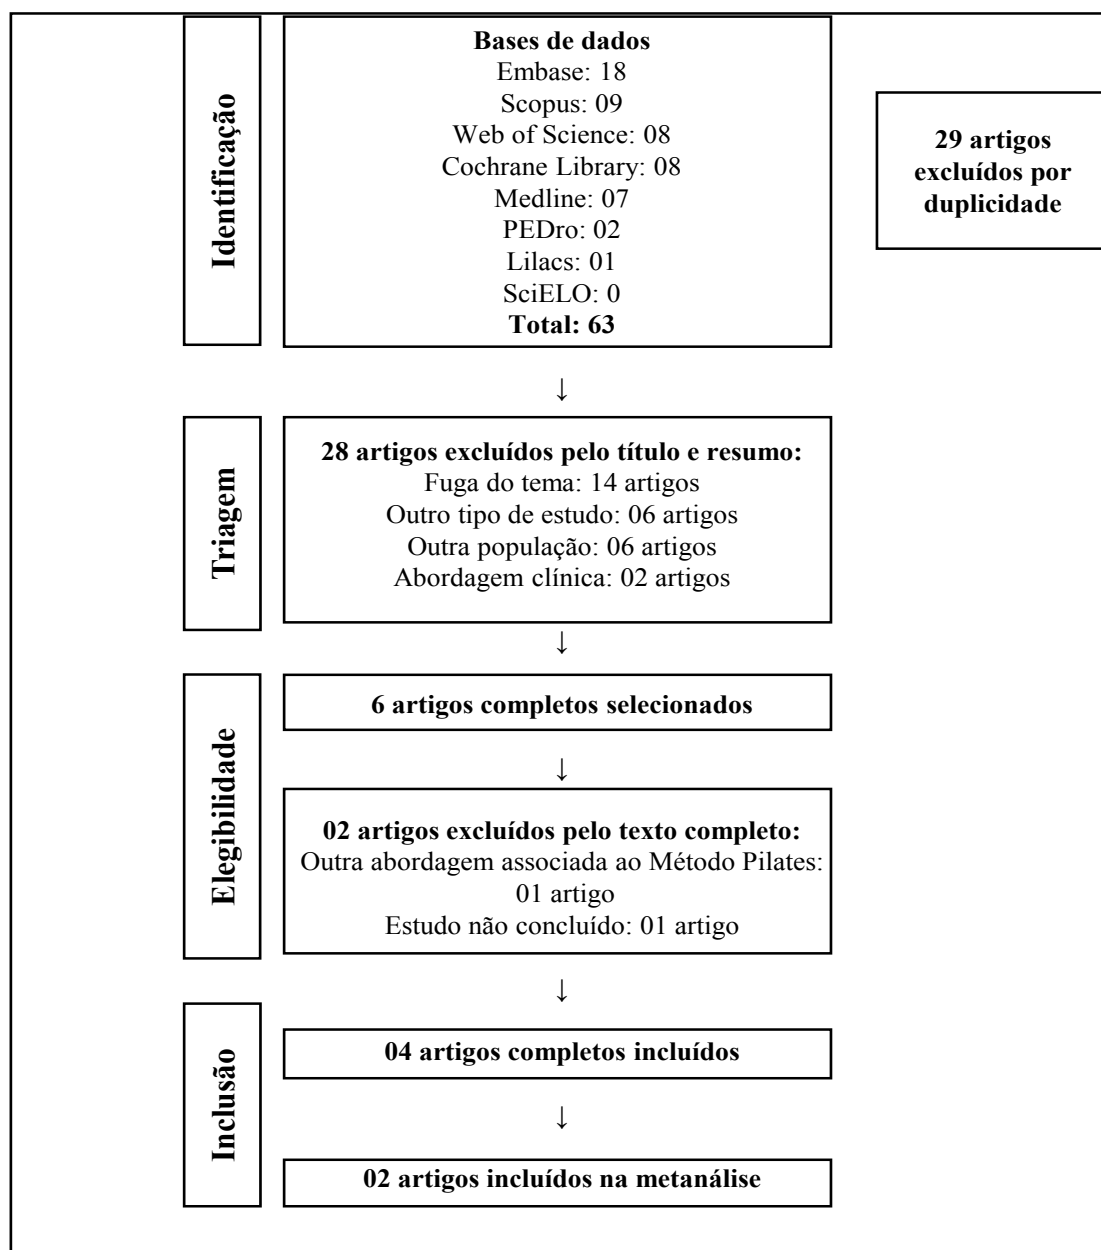 Identificação
Bases de dados
Embase: 18
Scopus: 09
Web of Science: 08
Cochrane Library: 08
Medline: 07
PEDro: 02
Lilacs: 01
SciELO: 0
Total: 63
29 artigos
excluídos por
duplicidade
↓
Triagem
28 artigos excluídos pelo título e resumo:
Fuga do tema: 14 artigos
Outro tipo de estudo: 06 artigos
Outra população: 06 artigos
Abordagem clínica: 02 artigos
↓
Elegibilidade
6 artigos completos selecionados
↓
02 artigos excluídos pelo texto completo:
Outra abordagem associada ao Método Pilates:
01 artigo
Estudo não concluído: 01 artigo
↓
Inclusão
04 artigos completos incluídos
↓
02 artigos incluídos na metanálise